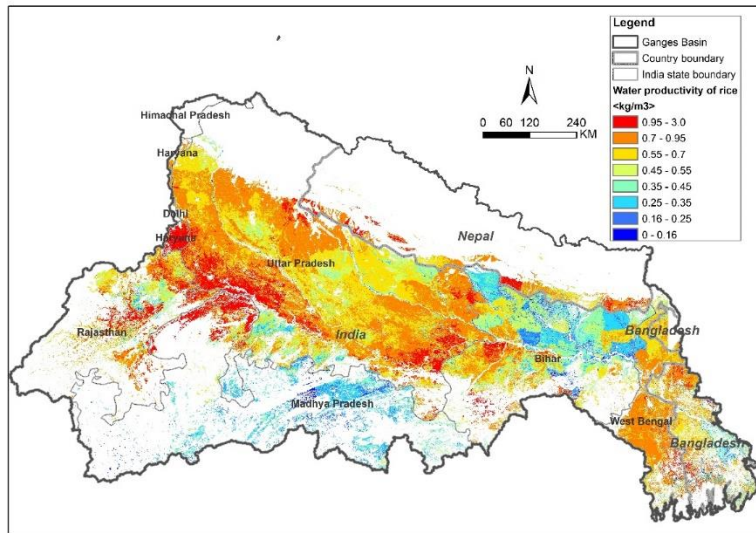 Legend
Ganges Basin
Country boundary
India state boundary
Water productivity of rice
<kg/m3>
0.95 - 3.0
0.7 - 0.95
0.55 - 0.7
0.45 - 0.55
0.35 - 0.45
0.25 - 0.35
0.16 - 0.25
0 - 0.16
N
0 30 60 120 180 240
KM
Himachal Pradesh
Haryana
Delhi
Haryana
Nepal
Uttar Pradesh
Rajasthan
India
Bangladesh
Bihar
Madhya Pradesh
West Bengal
Bangladesh